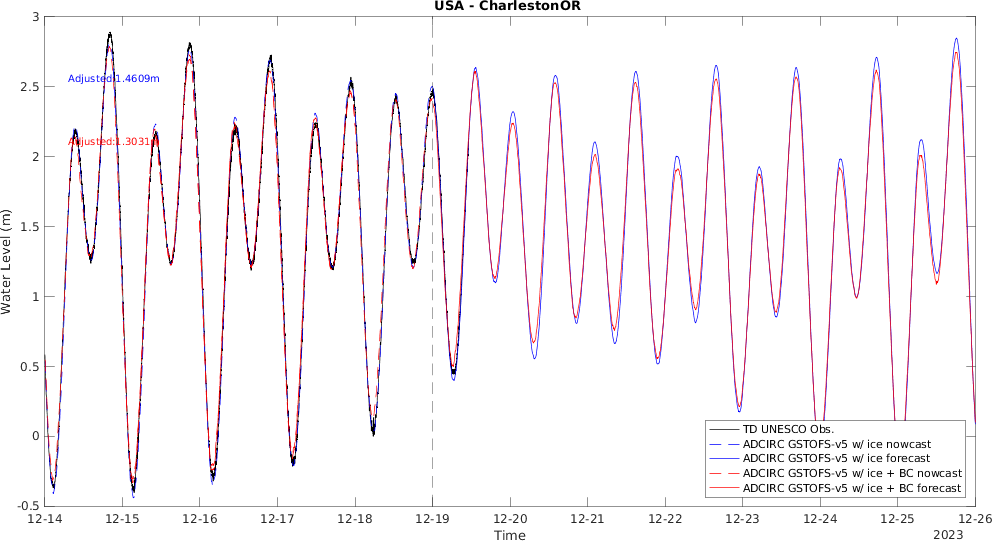 USA - CharlestonOR
Water Level (m)
3
2.5
2
1.5
1
0.5
0
-0.5
Adjusted:1.4609m
Adjusted:1.3031m
TD UNESCO Obs.
ADCIRC GSTOFS-v5 w/ ice nowcast
ADCIRC GSTOFS-v5 w/ ice forecast
ADCIRC GSTOFS-v5 w/ ice + BC nowcast
ADCIRC GSTOFS-v5 w/ ice + BC forecast
12-14 12-15 12-16 12-17 12-18 12-19 12-20 12-21 12-22 12-23 12-24 12-25 12-26
Time
2023